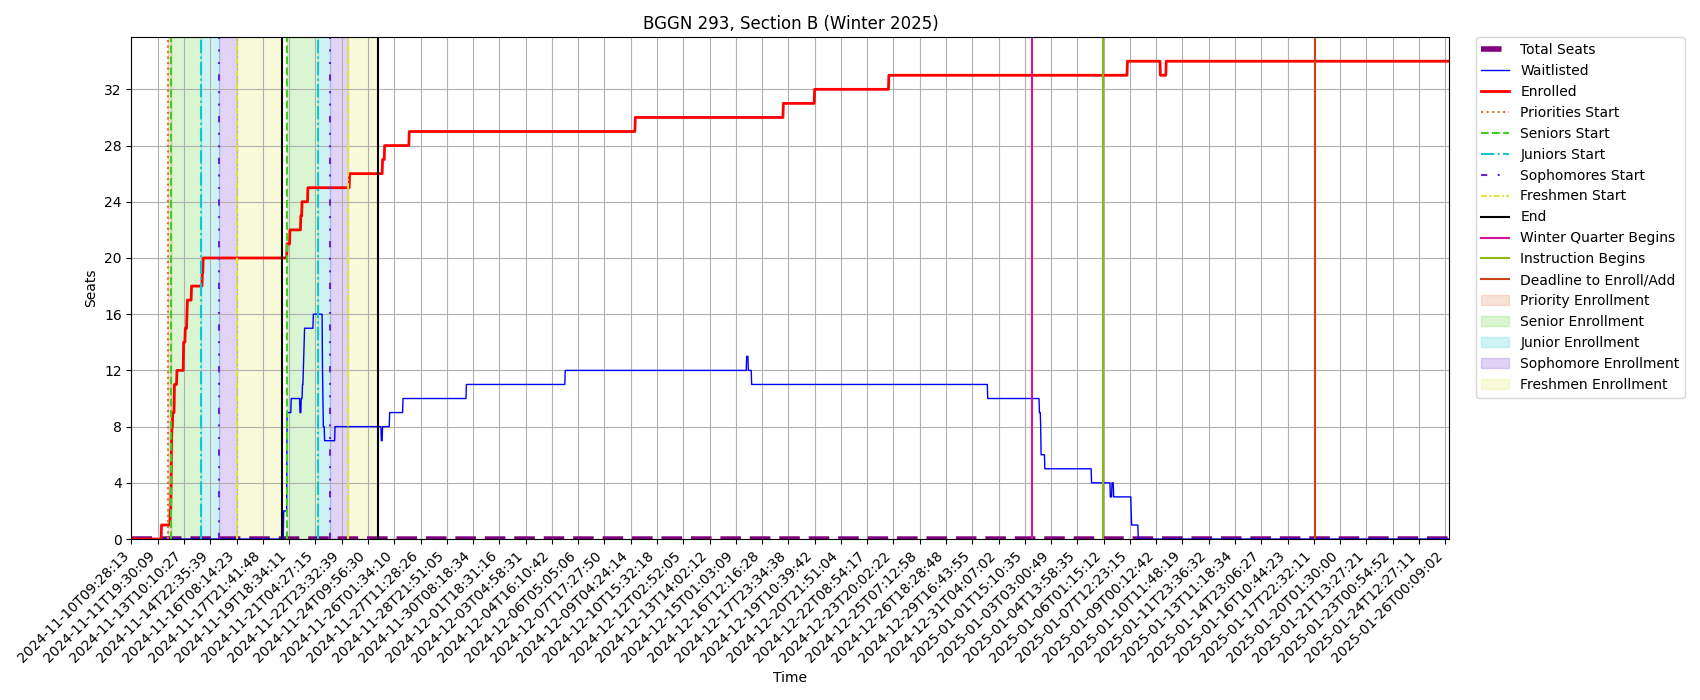 BGGN 293, Section B (Winter 2025)
Seats
32
28
24
20
16
12
8
4
0
2024-11-10T09:28:13
2024-11-11T19:30:09
2024-11-13T10:10:27
2024-11-14T22:35:39
2024-11-16T08:14:23
2024-11-17T21:41:48
2024-11-19T18:34:11
2024-11-21T04:27:15
2024-11-22T23:32:39
2024-11-24T09:56:30
2024-11-26T01:34:10
2024-11-27T11:28:26
2024-11-28T21:51:05
2024-11-30T08:18:34
2024-12-01T18:31:16
2024-12-03T04:58:31
2024-12-04T16:10:42
2024-12-06T05:05:06
2024-12-07T17:27:50
2024-12-09T04:24:14
2024-12-10T15:32:18
2024-12-12T02:52:05
2024-12-13T14:02:12
2024-12-15T01:03:09
2024-12-16T12:16:28
2024-12-17T23:34:38
2024-12-19T10:39:42
2024-12-20T21:51:04
2024-12-22T08:54:17
2024-12-23T20:02:22
2024-12-25T07:12:58
2024-12-26T18:28:48
2024-12-29T16:43:55
2024-12-31T04:07:02
2025-01-01T15:10:35
2025-01-03T03:00:49
2025-01-04T13:58:35
2025-01-06T01:15:12
2025-01-07T12:23:15
2025-01-09T00:12:42
2025-01-10T11:48:19
2025-01-11T23:36:32
2025-01-13T11:18:34
2025-01-14T23:06:27
2025-01-16T10:44:23
2025-01-17T22:32:11
2025-01-20T01:30:00
2025-01-21T13:27:21
2025-01-23T00:54:52
2025-01-24T12:27:11
2025-01-26T00:09:02
Time
Total Seats
Waitlisted
Enrolled
Priorities Start
Seniors Start
Juniors Start
Sophomores Start
Freshmen Start
End
Winter Quarter Begins
Instruction Begins
Deadline to Enroll/Add
Priority Enrollment
Senior Enrollment
Junior Enrollment
Sophomore Enrollment
Freshmen Enrollment